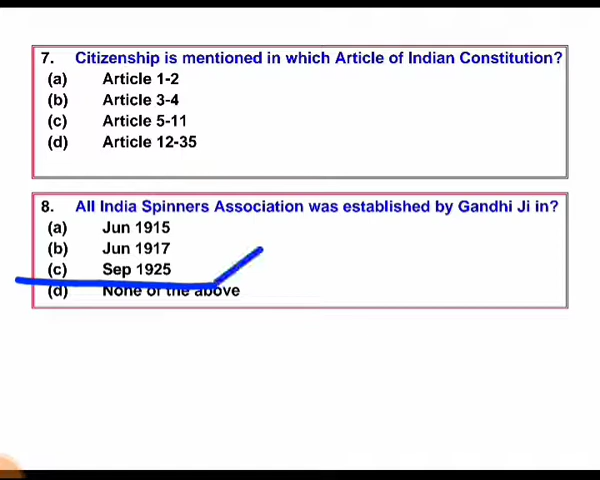 7. Citizenship is mentioned in which Article of Indian Constitution?
(a) Article 1-2
(b) Article 3-4
(c) Article 5-11
(d) Article 12-35
8. All India Spinners Association was established by Gandhi Ji in?
(a) Jun 1915
(b) Jun 1917
(c) Sep 1925
(d) None of the above